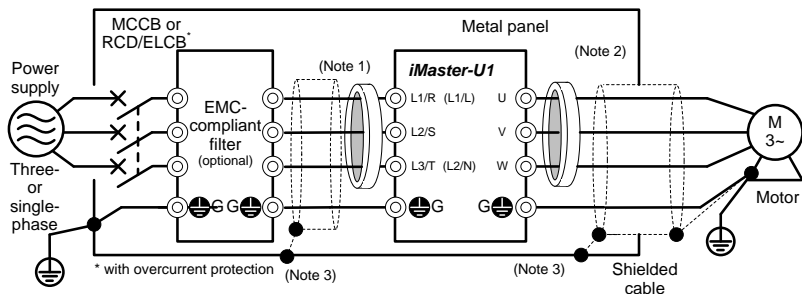 MCCB or
RCD/ELCB*
Metal panel
Power
supply
(Note 1)
iMaster-U1
(Note 2)
EMC-
compliant
filter
(optional)
L1/R (L1/L)
U
L2/S
V
L3/T (L2/N)
W
M
3~
Three-
or
single-
phase
G
G
G
G
Motor
* with overcurrent protection
(Note 3)
(Note 3)
Shielded
cable